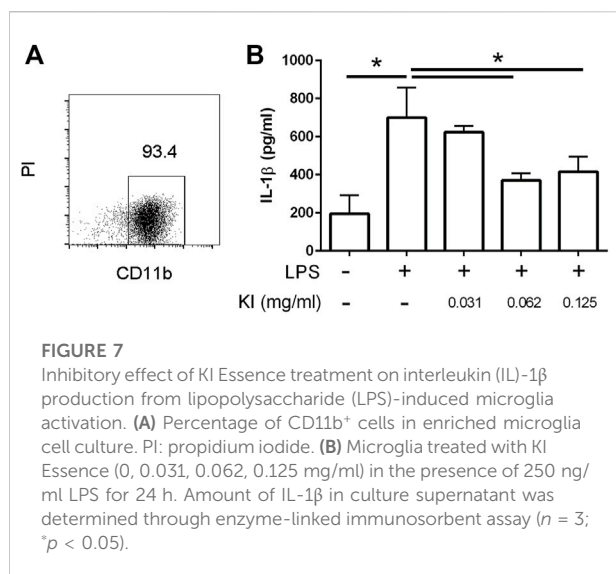 A
93.4
PI
CD11b
B
IL-1β (pg/ml)
1000
800
600
400
200
0
*
*
LPS - + + + +
KI (mg/ml) - - 0.031 0.062 0.125
FIGURE 7
Inhibitory effect of KI Essence treatment on interleukin (IL)-1β
production from lipopolysaccharide (LPS)-induced microglia
activation. (A) Percentage of CD11b⁺ cells in enriched microglia
cell culture. PI: propidium iodide. (B) Microglia treated with KI
Essence (0, 0.031, 0.062, 0.125 mg/ml) in the presence of 250 ng/
ml LPS for 24 h. Amount of IL-1β in culture supernatant was
determined through enzyme-linked immunosorbent assay (n = 3;
*p < 0.05).